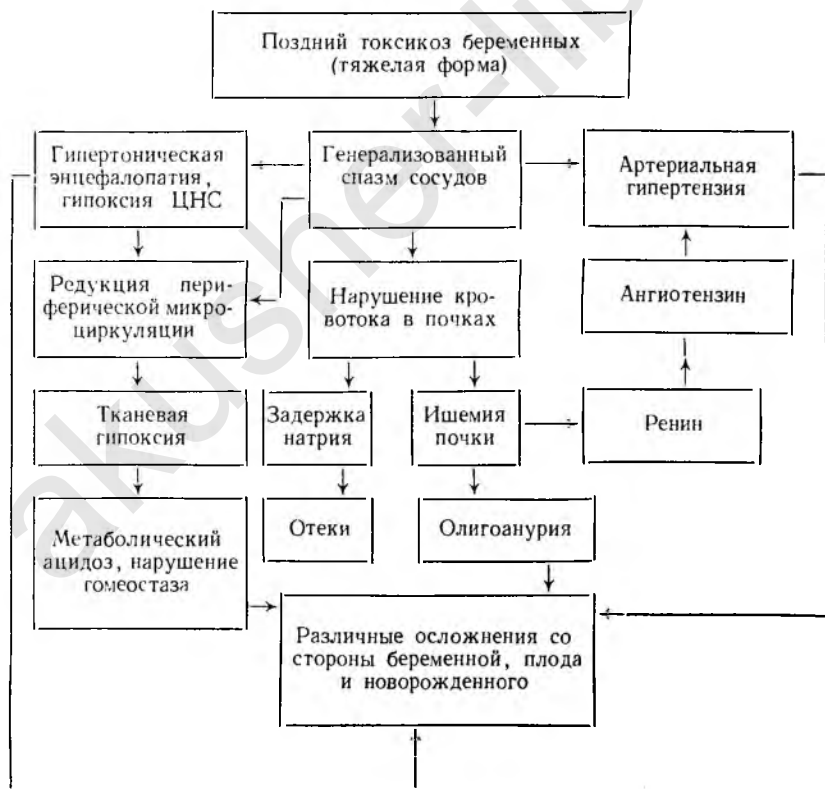 Поздний токсикоз беременных
(тяжелая форма)
Гипертоническая
энцефалопатия,
гипоксия ЦНС
Генерализованный
спазм сосудов
Артериальная
гипертензия
Редукция пери-
ферической микро-
циркуляции
Нарушение кро-
вотока в почках
Ангиотензин
Тканевая
гипоксия
Задержка
натрия
Ишемия
почки
Ренин
Метаболический
ацидоз, нарушение
гомеостаза
Отеки
Олигоанурия
Различные осложнения со
стороны беременной, плода
и новорожденного
akusher-lib